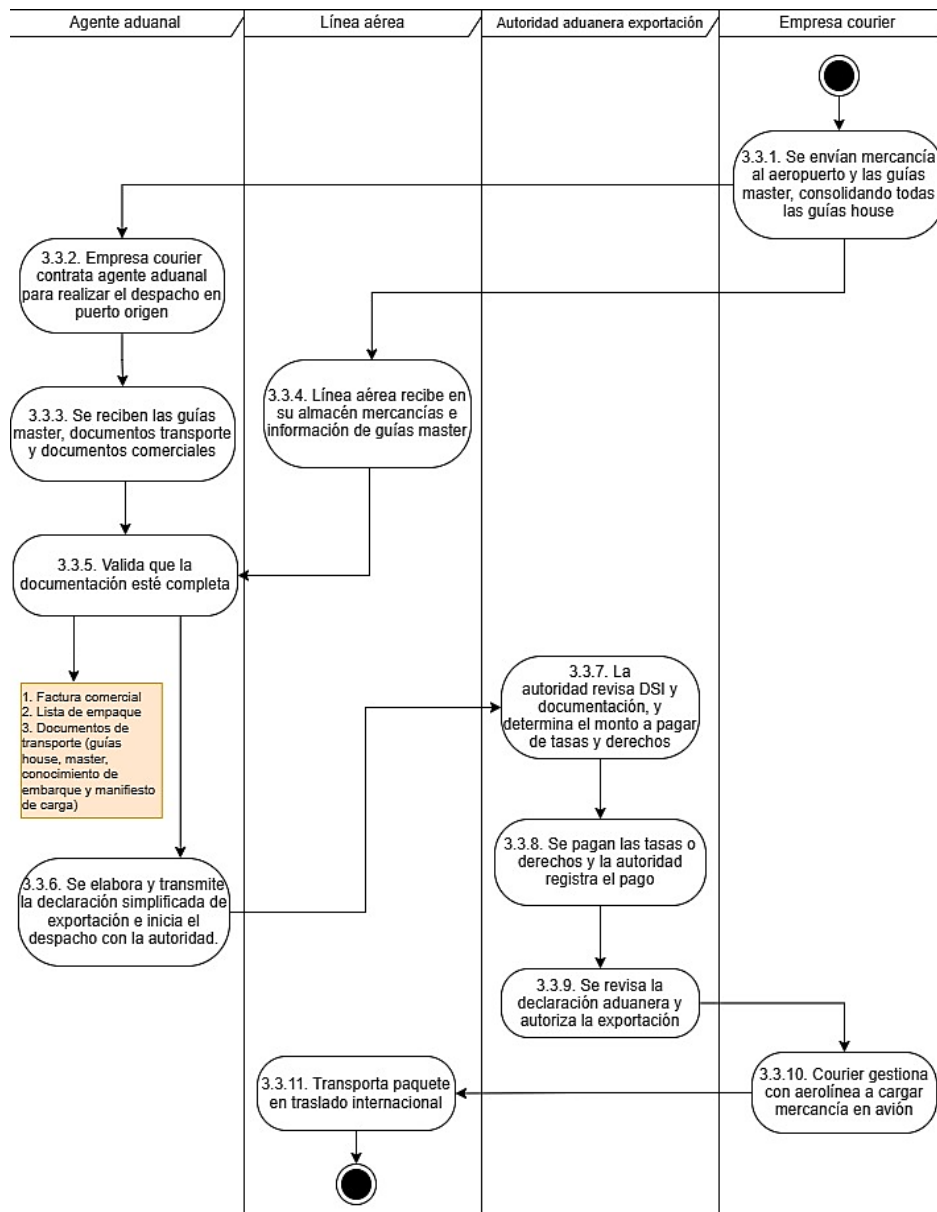 Agente aduanal
Línea aérea
Autoridad aduanera exportación
Empresa courier
3.3.1. Se envían mercancía
al aeropuerto y las guías
master, consolidando todas
las guías house
3.3.2. Empresa courier
contrata agente aduanal
para realizar el despacho en
puerto origen
3.3.3. Se reciben las guías
master, documentos transporte
y documentos comerciales
3.3.4. Línea aérea recibe en
su almacén mercancías e
información de guías master
3.3.5. Valida que la
documentación esté completa
1. Factura comercial
2. Lista de empaque
3. Documentos de
transporte (guías
house, master,
conocimiento de
embarque y manifiesto
de carga)
3.3.6. Se elabora y transmite
la declaración simplificada de
exportación e inicia el
despacho con la autoridad.
3.3.7. La
autoridad revisa DSI y
documentación, y
determina el monto a pagar
de tasas y derechos
3.3.8. Se pagan las tasas o
derechos y la autoridad
registra el pago
3.3.9. Se revisa la
declaración aduanera y
autoriza la exportación
3.3.10. Courier gestiona
con aerolínea a cargar
mercancía en avión
3.3.11. Transporta paquete
en traslado internacional